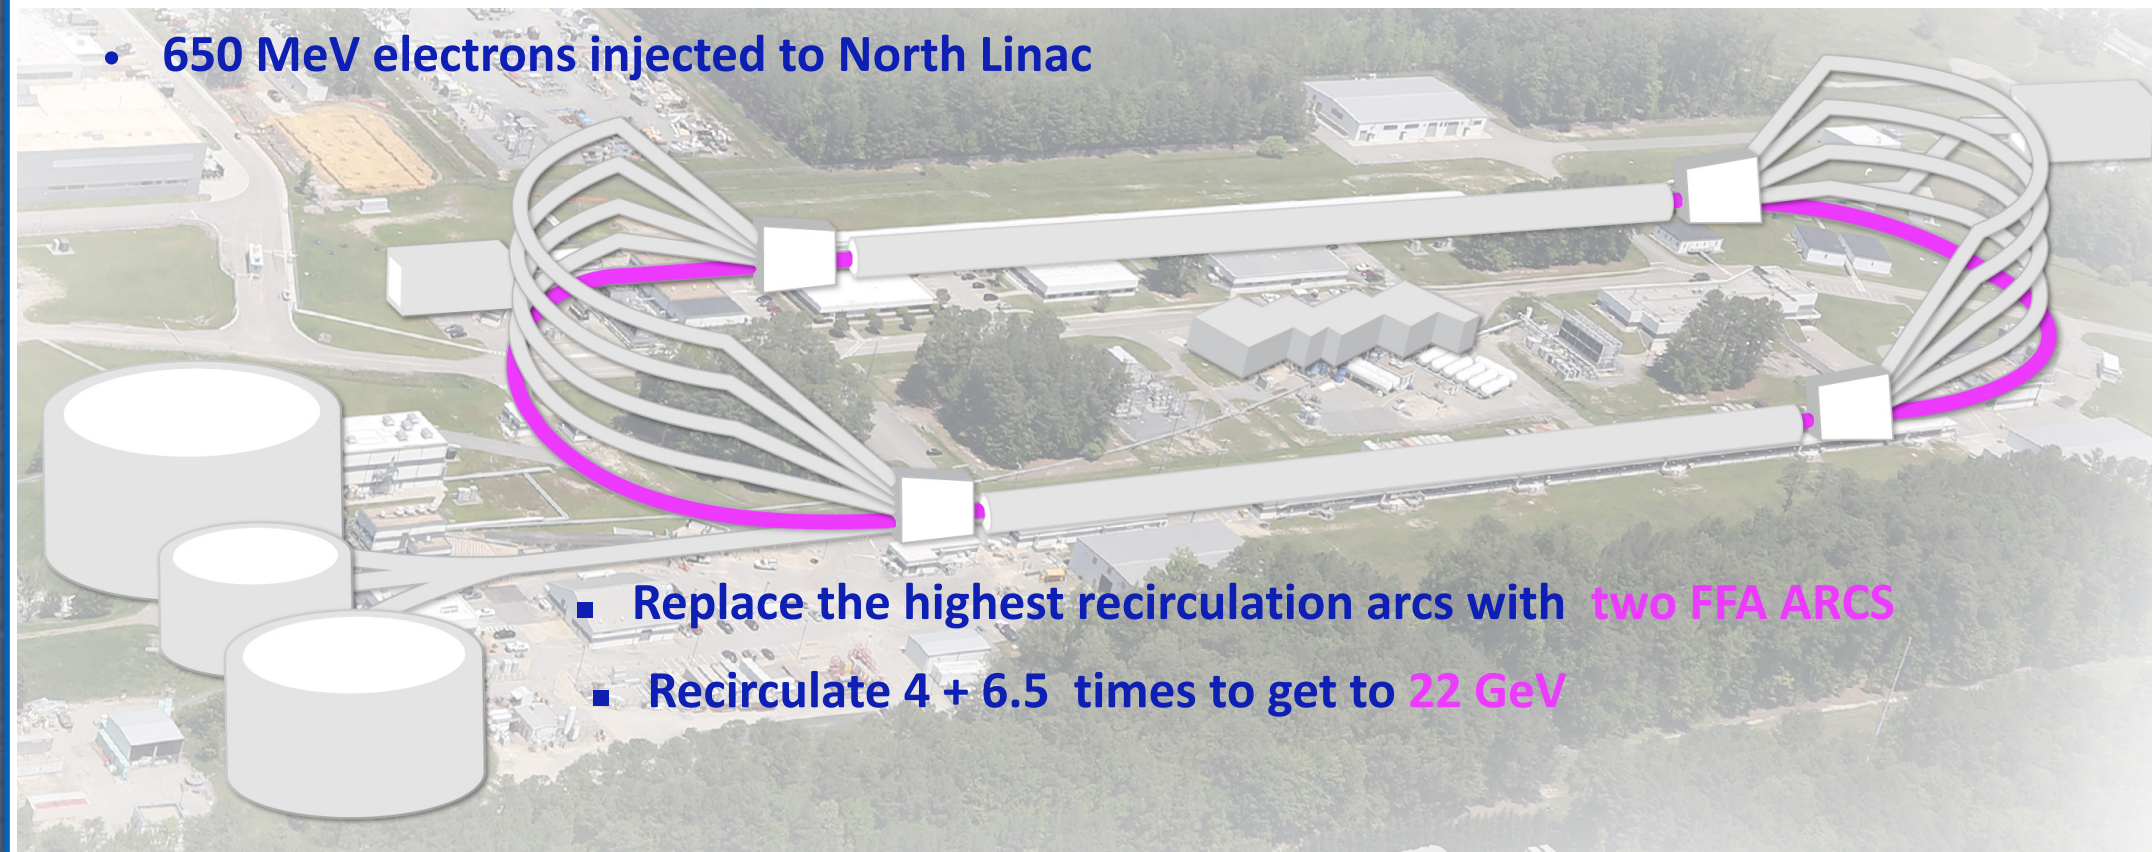 • 650 MeV electrons injected to North Linac
▪ Replace the highest recirculation arcs with two FFA ARCS
▪ Recirculate 4 + 6.5 times to get to 22 GeV